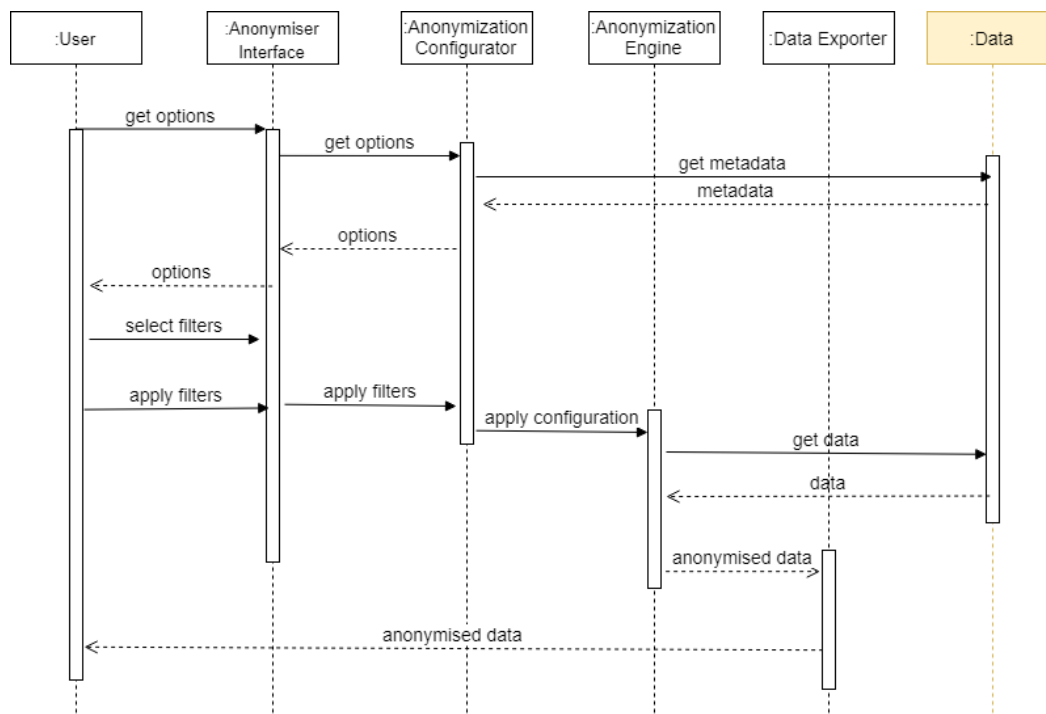 :User
:Anonymiser
Interface
:Anonymization
Configurator
:Anonymization
Engine
:Data Exporter
:Data
get options
get options
get metadata
metadata
options
options
select filters
apply filters
apply filters
apply configuration
get data
data
anonymised data
anonymised data